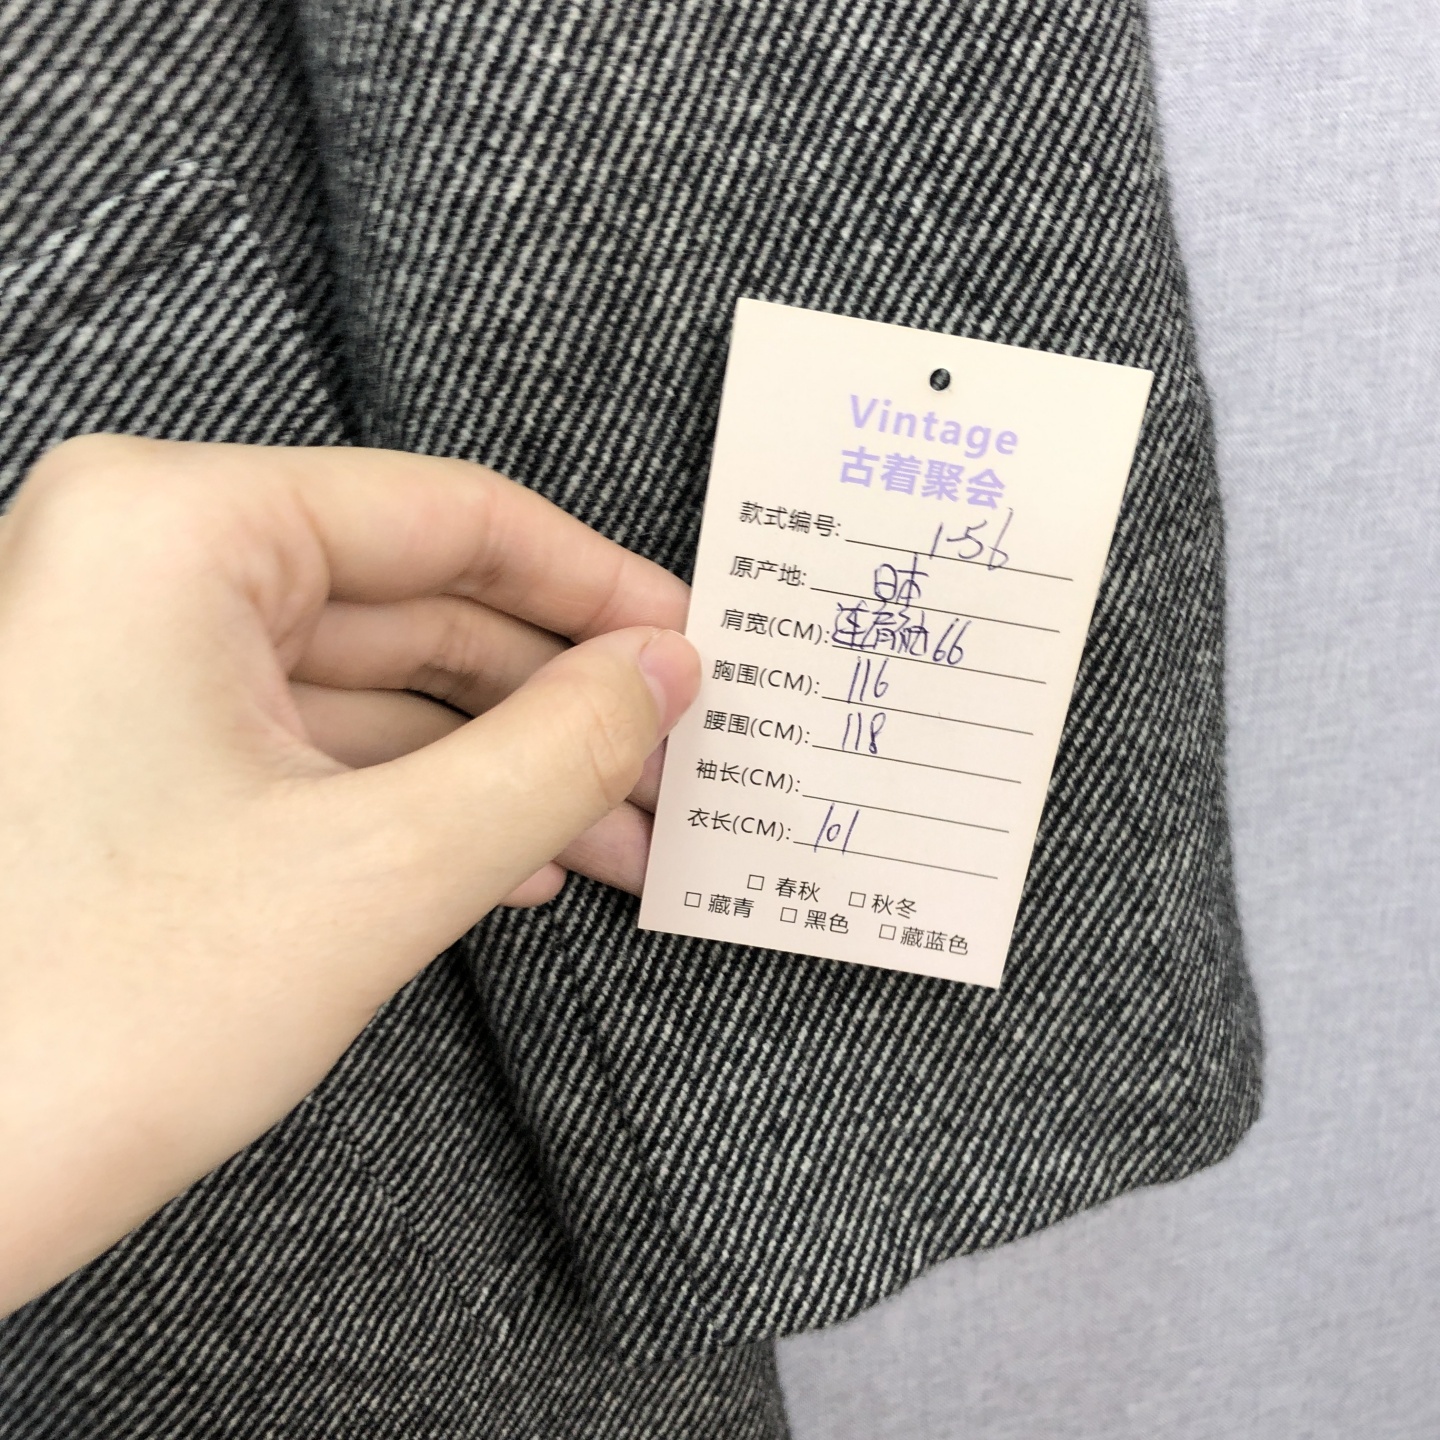 Vintage
古着聚会
款式编号: 1-56
原产地: 日本
肩宽(CM): 连肩袖66
胸围(CM): 116
腰围(CM): 118
袖长(CM):
衣长(CM): 101
□ 春秋 □ 秋冬
□ 藏青 □ 黑色 □ 藏蓝色